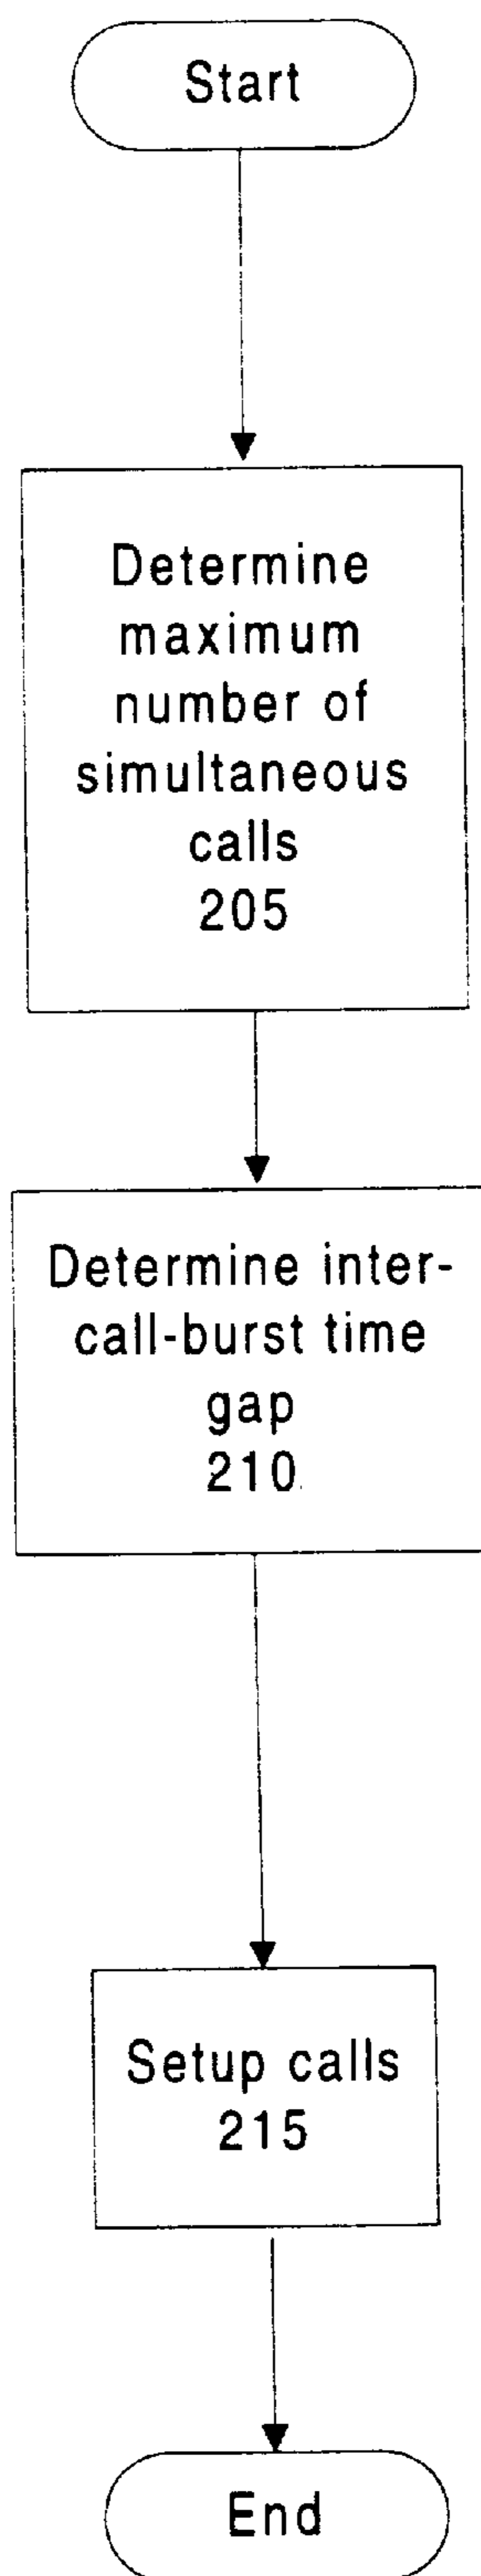 Start
Determine
maximum
number of
simultaneous
calls
205
Determine inter-
call-burst time
gap
210
Setup calls
215
End